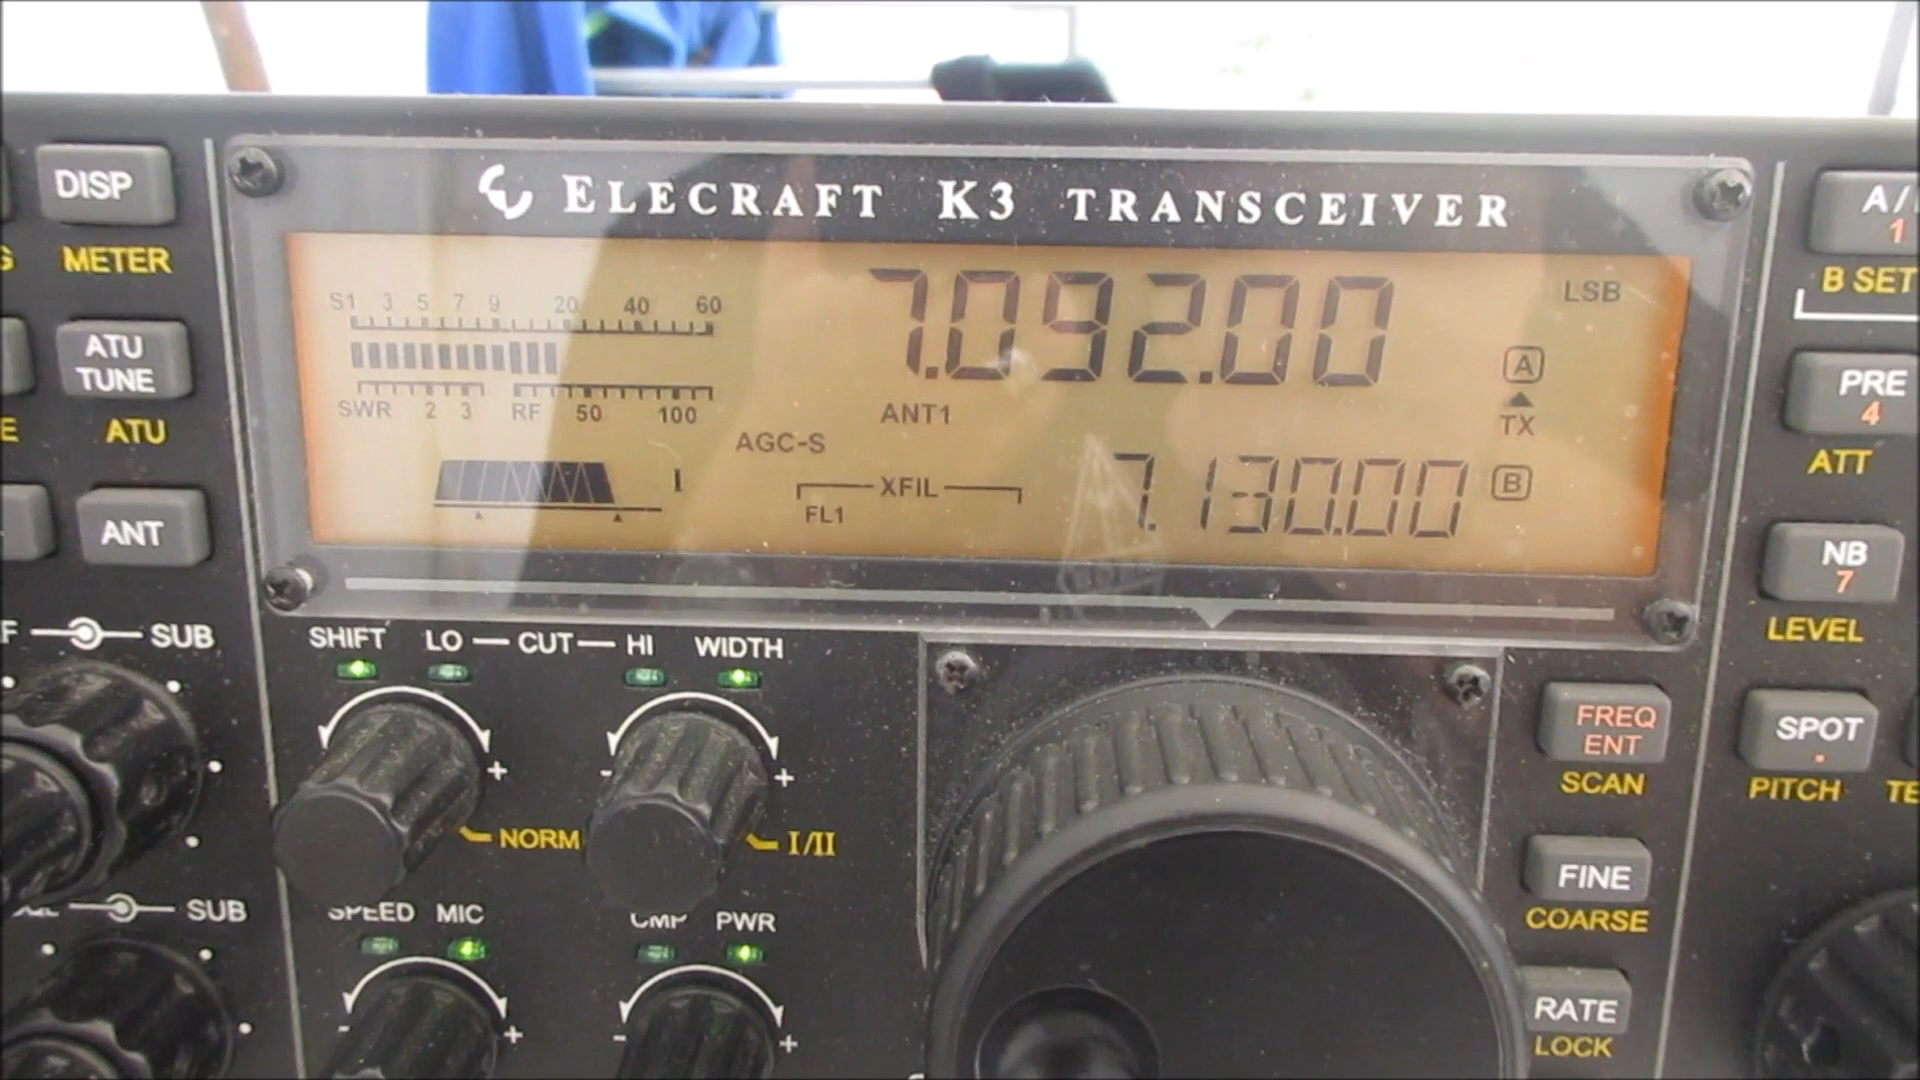 ELECRAFT K3 TRANSCEIVER
DISP
METER
ATU TUNE
ATU
ANT
S1 3 5 7 9 20 40 60
SWR 2 3 RF 50 100
7.092.00
LSB
A
TX
ANT1
AGC-S
XFIL
FL1
I
7.130.00
B
1
B SET
PRE
4
ATT
NB
7
LEVEL
SPOT
.
PITCH
SUB
SHIFT LO CUT HI WIDTH
- +
NORM
I/II
SUB
SPEED MIC
CMP PWR
- +
- +
FREQ
ENT
SCAN
FINE
COARSE
RATE
LOCK